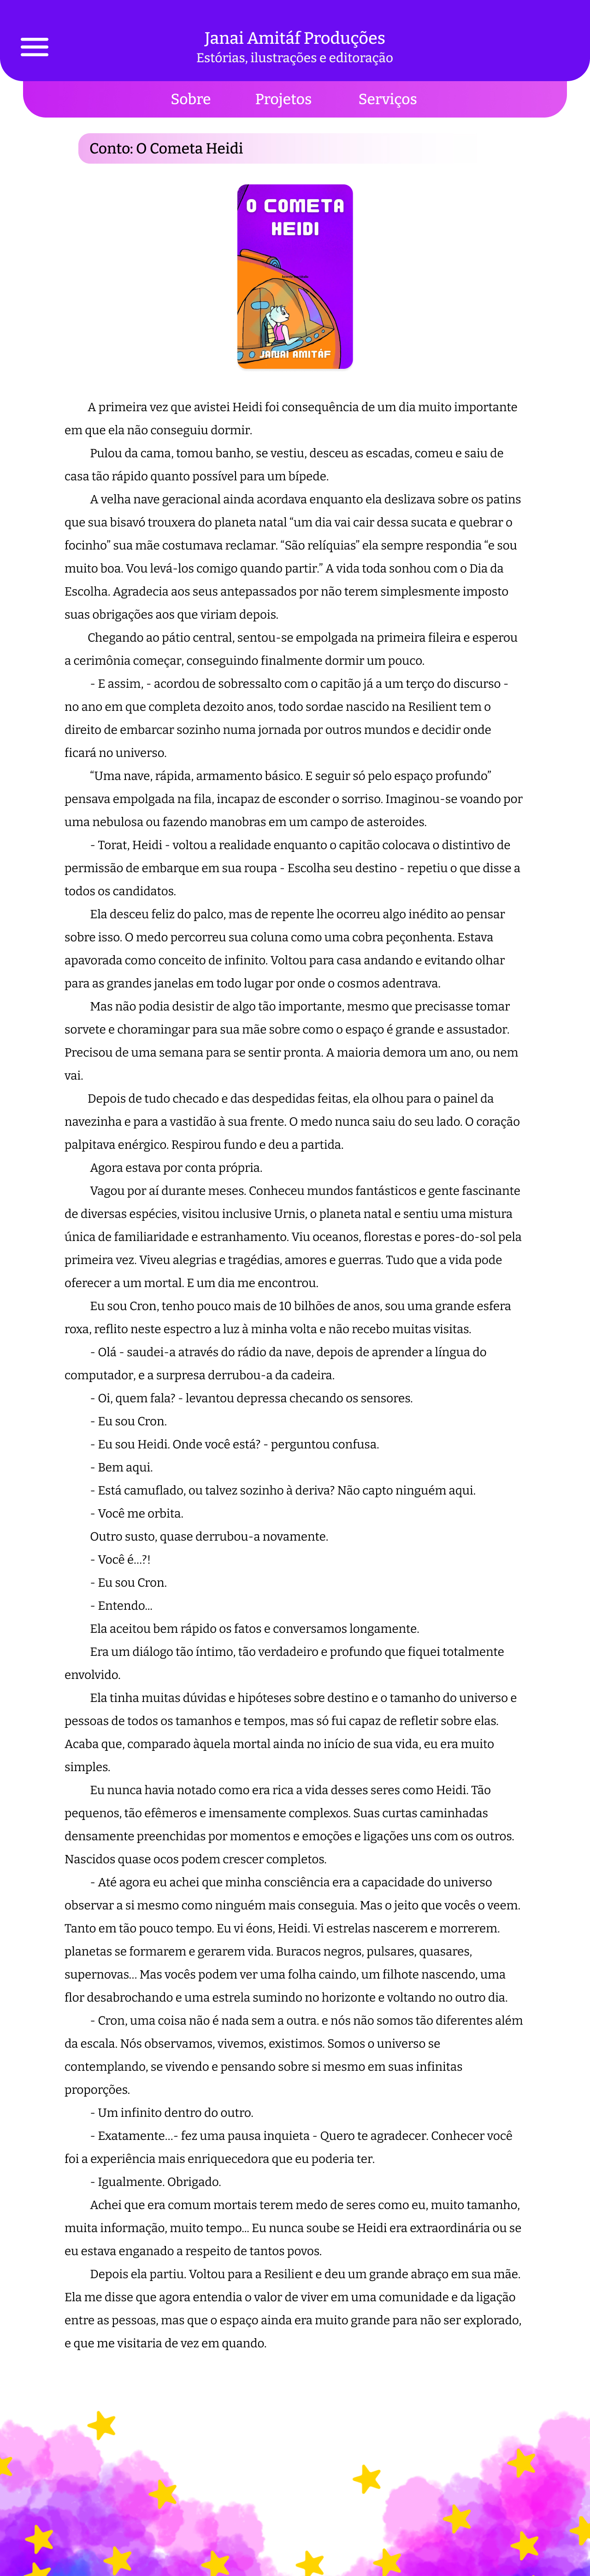 Janai Amitáf Produções
Estórias, ilustrações e editoração
Sobre
Projetos
Serviços
Conto: O Cometa Heidi
O COMETA
HEIDI
JANAI AMITÁF
A primeira vez que avistei Heidi foi consequência de um dia muito importante
em que ela não conseguiu dormir.
Pulou da cama, tomou banho, se vestiu, desceu as escadas, comeu e saiu de
casa tão rápido quanto possível para um bípede.
A velha nave geracional ainda acordava enquanto ela deslizava sobre os patins
que sua bisavó trouxera do planeta natal “um dia vai cair dessa sucata e quebrar o
focinho” sua mãe costumava reclamar. “São relíquias” ela sempre respondia “e sou
muito boa. Vou levá-los comigo quando partir.” A vida toda sonhou com o Dia da
Escolha. Agradecia aos seus antepassados por não terem simplesmente imposto
suas obrigações aos que viriam depois.
Chegando ao pátio central, sentou-se empolgada na primeira fileira e esperou
a cerimônia começar, conseguindo finalmente dormir um pouco.
- E assim, - acordou de sobressalto com o capitão já a um terço do discurso -
no ano em que completa dezoito anos, todo sordae nascido na Resilient tem o
direito de embarcar sozinho numa jornada por outros mundos e decidir onde
ficará no universo.
“Uma nave, rápida, armamento básico. E seguir só pelo espaço profundo”
pensava empolgada na fila, incapaz de esconder o sorriso. Imaginou-se voando por
uma nebulosa ou fazendo manobras em um campo de asteroides.
- Torat, Heidi - voltou a realidade enquanto o capitão colocava o distintivo de
permissão de embarque em sua roupa - Escolha seu destino - repetiu o que disse a
todos os candidatos.
Ela desceu feliz do palco, mas de repente lhe ocorreu algo inédito ao pensar
sobre isso. O medo percorreu sua coluna como uma cobra peçonhenta. Estava
apavorada como conceito de infinito. Voltou para casa andando e evitando olhar
para as grandes janelas em todo lugar por onde o cosmos adentrava.
Mas não podia desistir de algo tão importante, mesmo que precisasse tomar
sorvete e choramingar para sua mãe sobre como o espaço é grande e assustador.
Precisou de uma semana para se sentir pronta. A maioria demora um ano, ou nem
vai.
Depois de tudo checado e das despedidas feitas, ela olhou para o painel da
navezinha e para a vastidão à sua frente. O medo nunca saiu do seu lado. O coração
palpitava enérgico. Respirou fundo e deu a partida.
Agora estava por conta própria.
Vagou por aí durante meses. Conheceu mundos fantásticos e gente fascinante
de diversas espécies, visitou inclusive Urnis, o planeta natal e sentiu uma mistura
única de familiaridade e estranhamento. Viu oceanos, florestas e pores-do-sol pela
primeira vez. Viveu alegrias e tragédias, amores e guerras. Tudo que a vida pode
oferecer a um mortal. E um dia me encontrou.
Eu sou Cron, tenho pouco mais de 10 bilhões de anos, sou uma grande esfera
roxa, reflito neste espectro a luz à minha volta e não recebo muitas visitas.
- Olá - saudei-a através do rádio da nave, depois de aprender a língua do
computador, e a surpresa derrubou-a da cadeira.
- Oi, quem fala? - levantou depressa checando os sensores.
- Eu sou Cron.
- Eu sou Heidi. Onde você está? - perguntou confusa.
- Bem aqui.
- Está camuflado, ou talvez sozinho à deriva? Não capto ninguém aqui.
- Você me orbita.
Outro susto, quase derrubou-a novamente.
- Você é...?!
- Eu sou Cron.
- Entendo...
Ela aceitou bem rápido os fatos e conversamos longamente.
Era um diálogo tão íntimo, tão verdadeiro e profundo que fiquei totalmente
envolvido.
Ela tinha muitas dúvidas e hipóteses sobre destino e o tamanho do universo e
pessoas de todos os tamanhos e tempos, mas só fui capaz de refletir sobre elas.
Acaba que, comparado àquela mortal ainda no início de sua vida, eu era muito
simples.
Eu nunca havia notado como era rica a vida desses seres como Heidi. Tão
pequenos, tão efêmeros e imensamente complexos. Suas curtas caminhadas
densamente preenchidas por momentos e emoções e ligações uns com os outros.
Nascidos quase ocos podem crescer completos.
- Até agora eu achei que minha consciência era a capacidade do universo
observar a si mesmo como ninguém mais conseguia. Mas o jeito que vocês o veem.
Tanto em tão pouco tempo. Eu vi éons, Heidi. Vi estrelas nascerem e morrerem.
planetas se formarem e gerarem vida. Buracos negros, pulsares, quasares,
supernovas... Mas vocês podem ver uma folha caindo, um filhote nascendo, uma
flor desabrochando e uma estrela sumindo no horizonte e voltando no outro dia.
- Cron, uma coisa não é nada sem a outra. e nós não somos tão diferentes além
da escala. Nós observamos, vivemos, existimos. Somos o universo se
contemplando, se vivendo e pensando sobre si mesmo em suas infinitas
proporções.
- Um infinito dentro do outro.
- Exatamente...- fez uma pausa inquieta - Quero te agradecer. Conhecer você
foi a experiência mais enriquecedora que eu poderia ter.
- Igualmente. Obrigado.
Achei que era comum mortais terem medo de seres como eu, muito tamanho,
muita informação, muito tempo... Eu nunca soube se Heidi era extraordinária ou se
eu estava enganado a respeito de tantos povos.
Depois ela partiu. Voltou para a Resilient e deu um grande abraço em sua mãe.
Ela me disse que agora entendia o valor de viver em uma comunidade e da ligação
entre as pessoas, mas que o espaço ainda era muito grande para não ser explorado,
e que me visitaria de vez em quando.